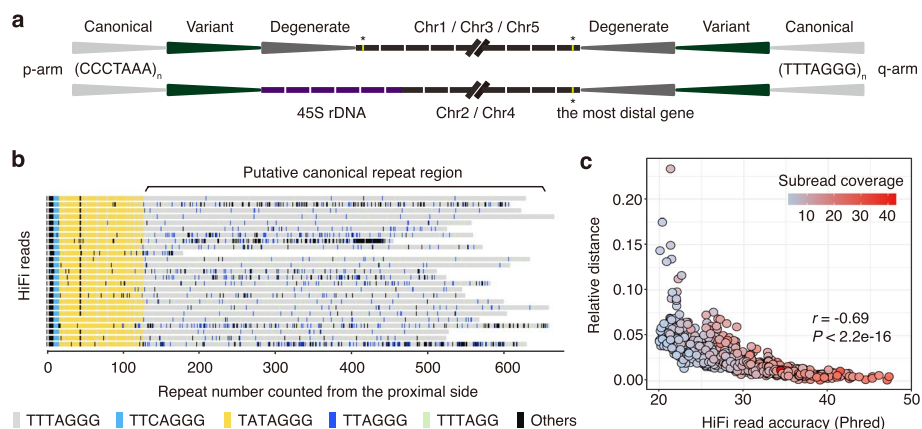 a
Canonical Variant Degenerate Chr1 / Chr3 / Chr5 Degenerate Variant Canonical
* *
p-arm (CCCTAAA)n (TTTAGGG)n q-arm
*
45S rDNA Chr2 / Chr4 the most distal gene
b
Putative canonical repeat region
HiFi reads
0 100 200 300 400 500 600
Repeat number counted from the proximal side
TTTAGGG TTCAGGG TATAGGG TTAGGG TTTAGG Others
c
Subread coverage
10 20 30 40
Relative distance
0.20
0.15
0.10
0.05
0.00
r = -0.69
P < 2.2e-16
20 30 40 50
HiFi read accuracy (Phred)